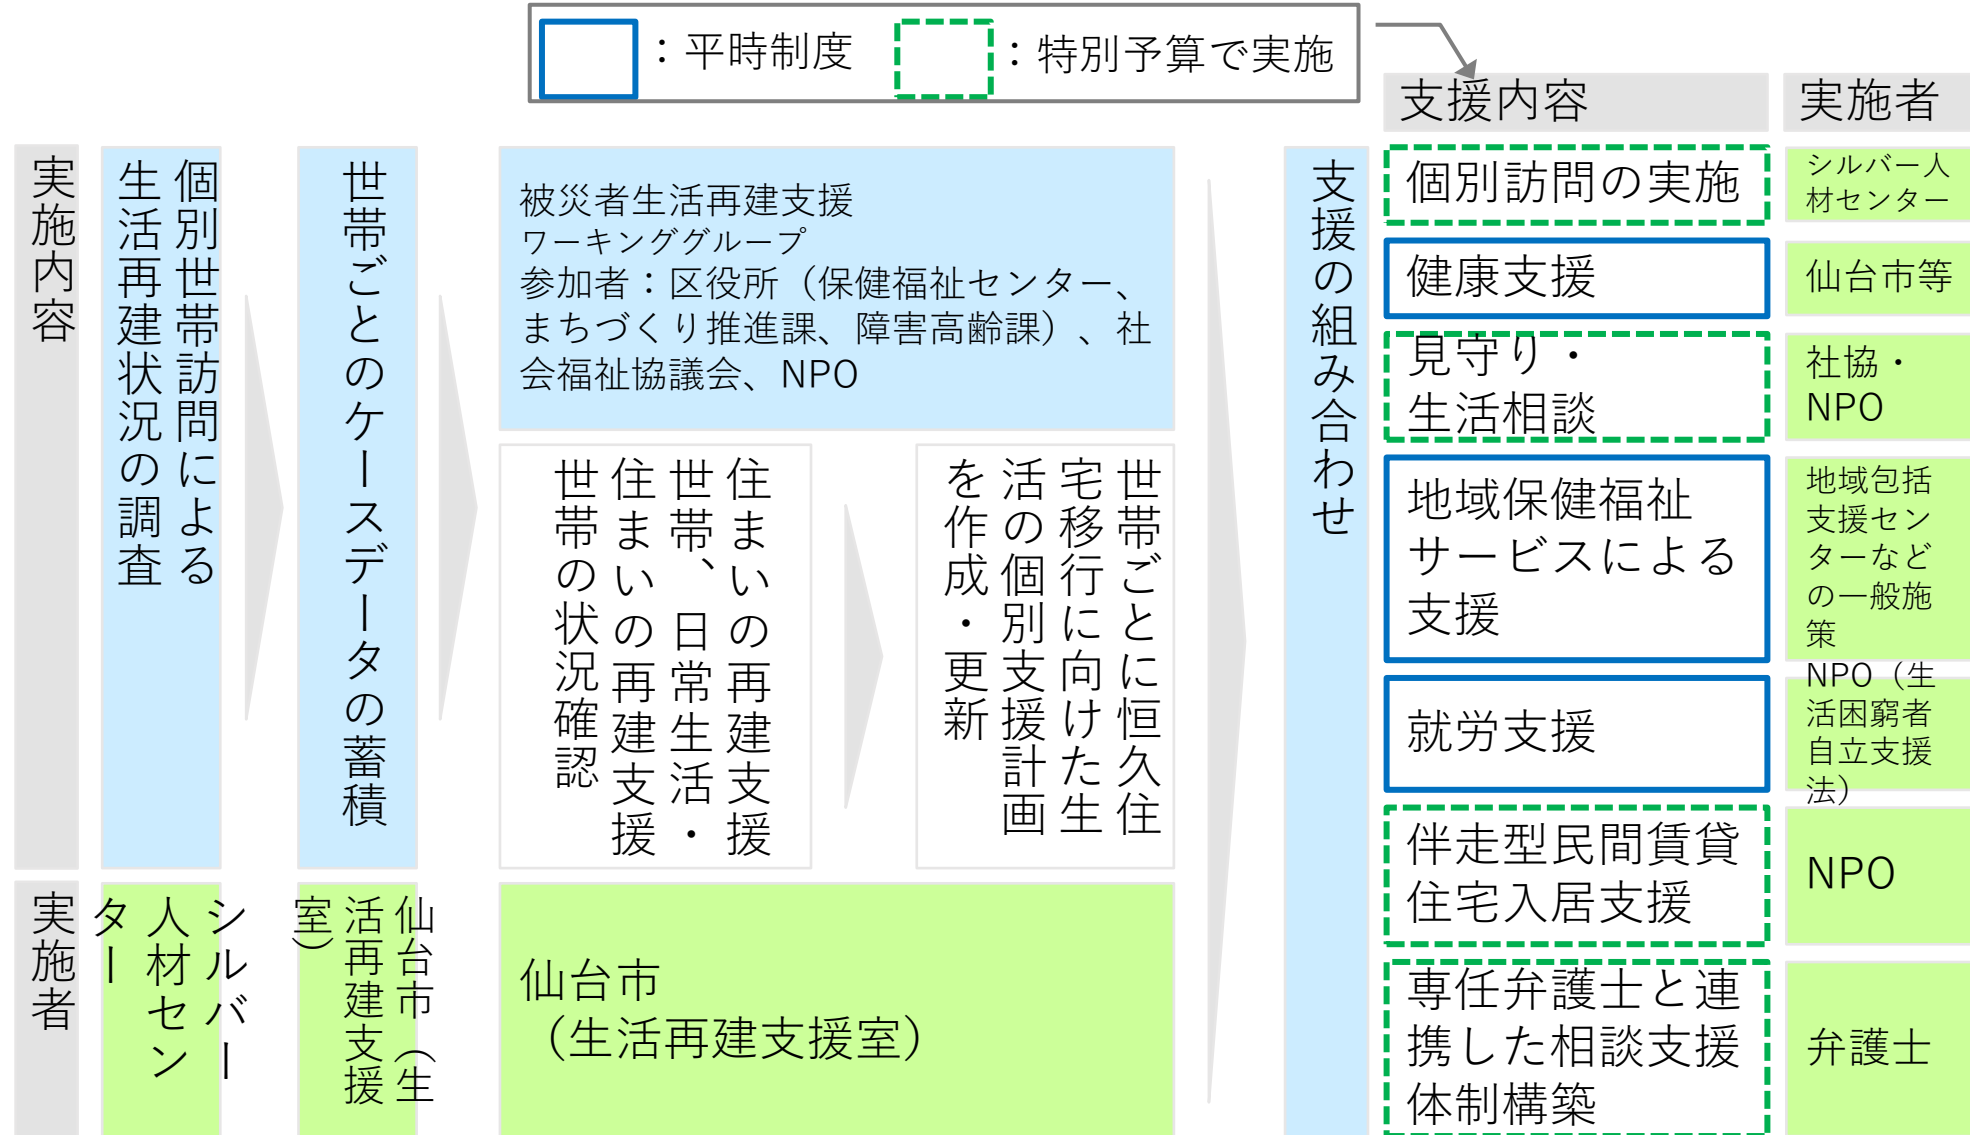 ：平時制度
：特別予算で実施
支援内容
実施者
実施内容
個別世帯訪問による
生活再建状況の調査
世帯ごとのケースデータの蓄積
被災者生活再建支援
ワーキンググループ
参加者：区役所（保健福祉センター、
まちづくり推進課、障害高齢課）、社
会福祉協議会、NPO
住まいの再建支援
世帯、日常生活・
住まいの再建支援
世帯の状況確認
世帯ごとに恒久住
宅移行に向けた生
活の個別支援計画
を作成・更新
支援の組み合わせ
個別訪問の実施
シルバー人
材センター
健康支援
仙台市等
見守り・
生活相談
社協・
NPO
地域保健福祉
サービスによる
支援
地域包括
支援セン
ターなど
の一般施
策
就労支援
NPO（生
活困窮者
自立支援
法）
伴走型民間賃貸
住宅入居支援
NPO
専任弁護士と連
携した相談支援
体制構築
弁護士
実施者
シルバー
人材セン
ター
仙台市（生
活再建支援
室）
仙台市
（生活再建支援室）